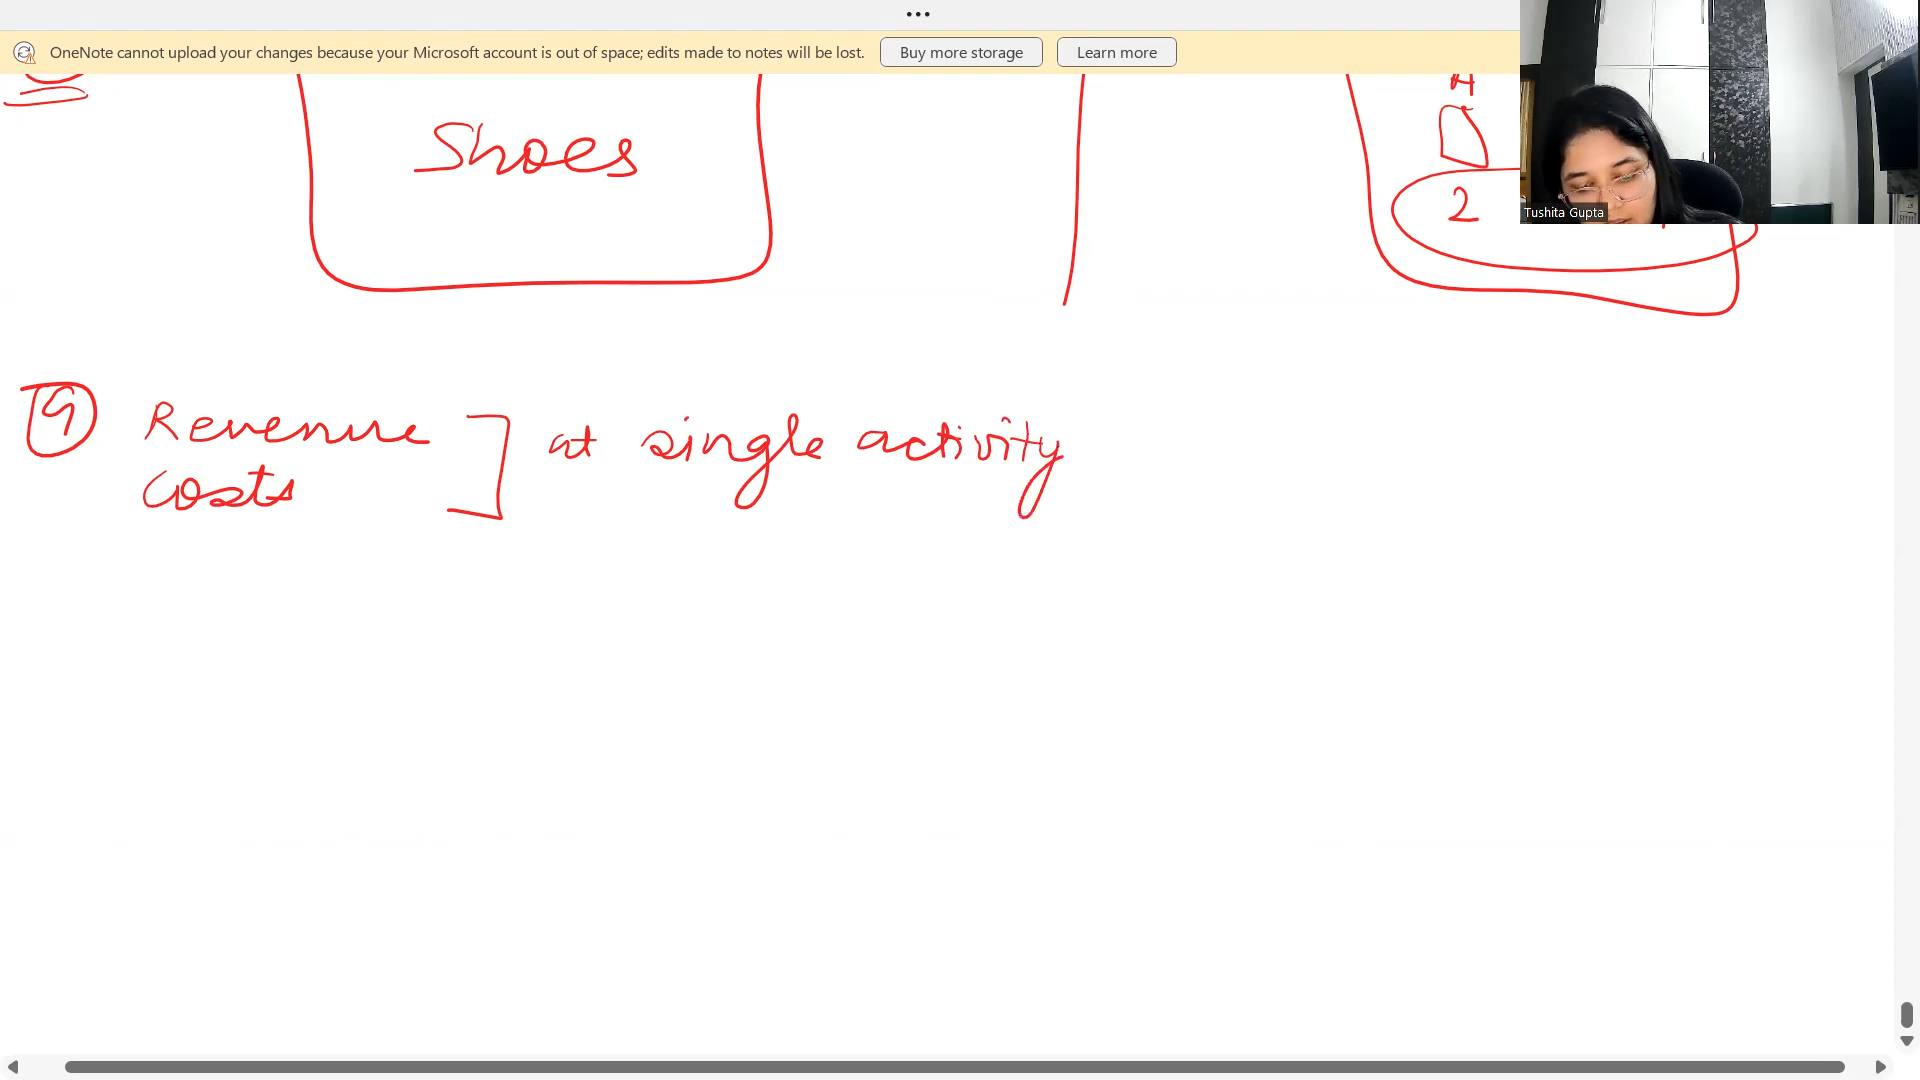 OneNote cannot upload your changes because your Microsoft account is out of space; edits made to notes will be lost. Buy more storage Learn more
Shoes
2
Tushita Gupta
9 Revenue
Costs
at single activity